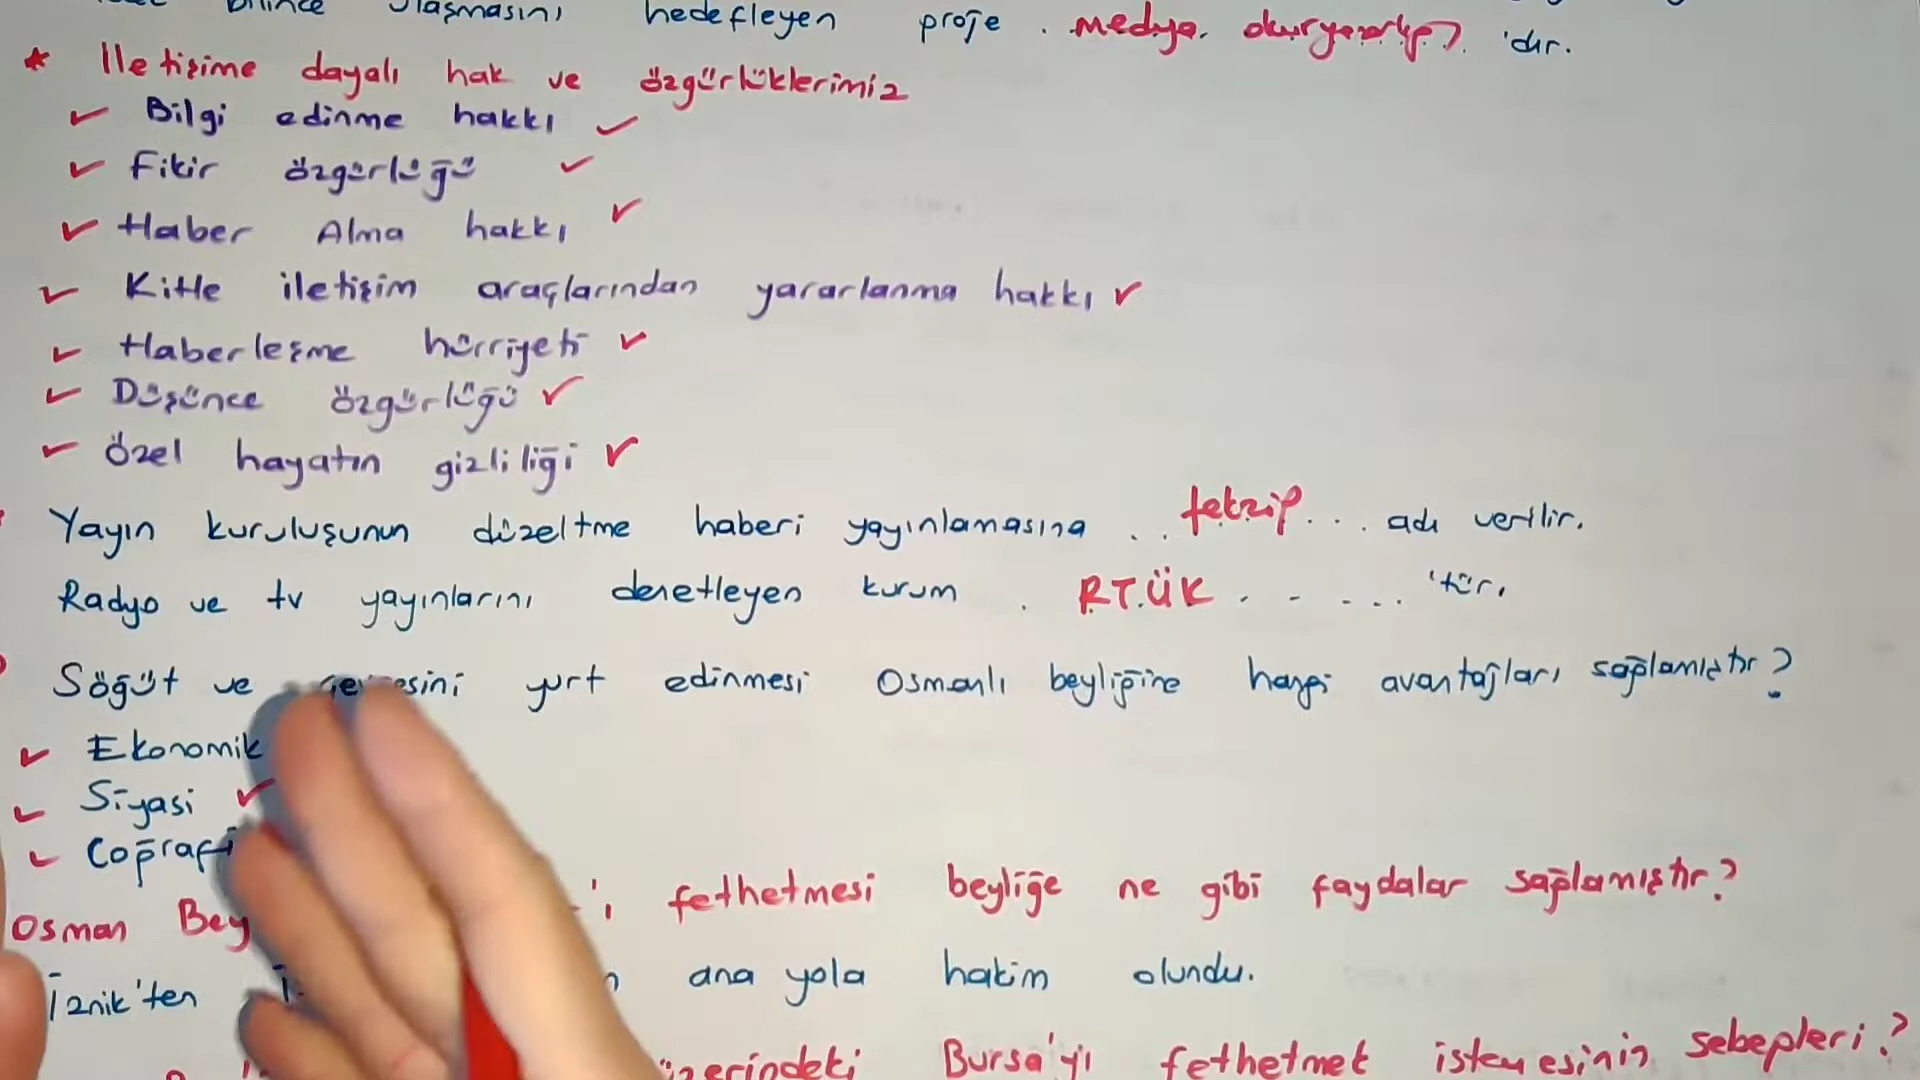 bilince ulaşmasını hedefleyen proje . medya okuryazarlığı 'dır.
* İletişime dayalı hak ve özgürlüklerimiz
✓ Bilgi edinme hakkı ✓
✓ Fikir özgürlüğü ✓
✓ Haber Alma hakkı ✓
✓ Kitle iletişim araçlarından yararlanma hakkı ✓
✓ Haberleşme hürriyeti ✓
✓ Düşünce özgürlüğü ✓
✓ Özel hayatın gizliliği ✓
Yayın kuruluşunun düzeltme haberi yayınlamasına .. tekzip ... adı verilir.
Radyo ve tv yayınlarını denetleyen kurum . RTÜK . - .... 'tür.
Söğüt ve çevresini yurt edinmesi Osmanlı beyliğine hangi avantajları sağlamıştır?
✓ Ekonomik
✓ Siyasi ✓
✓ Coğrafi
Osman Bey fethetmesi beyliğe ne gibi faydalar sağlamıştır?
İznik'ten ana yola hakim olundu.
üzerindeki Bursa'yı fethetmek istemesinin sebepleri?